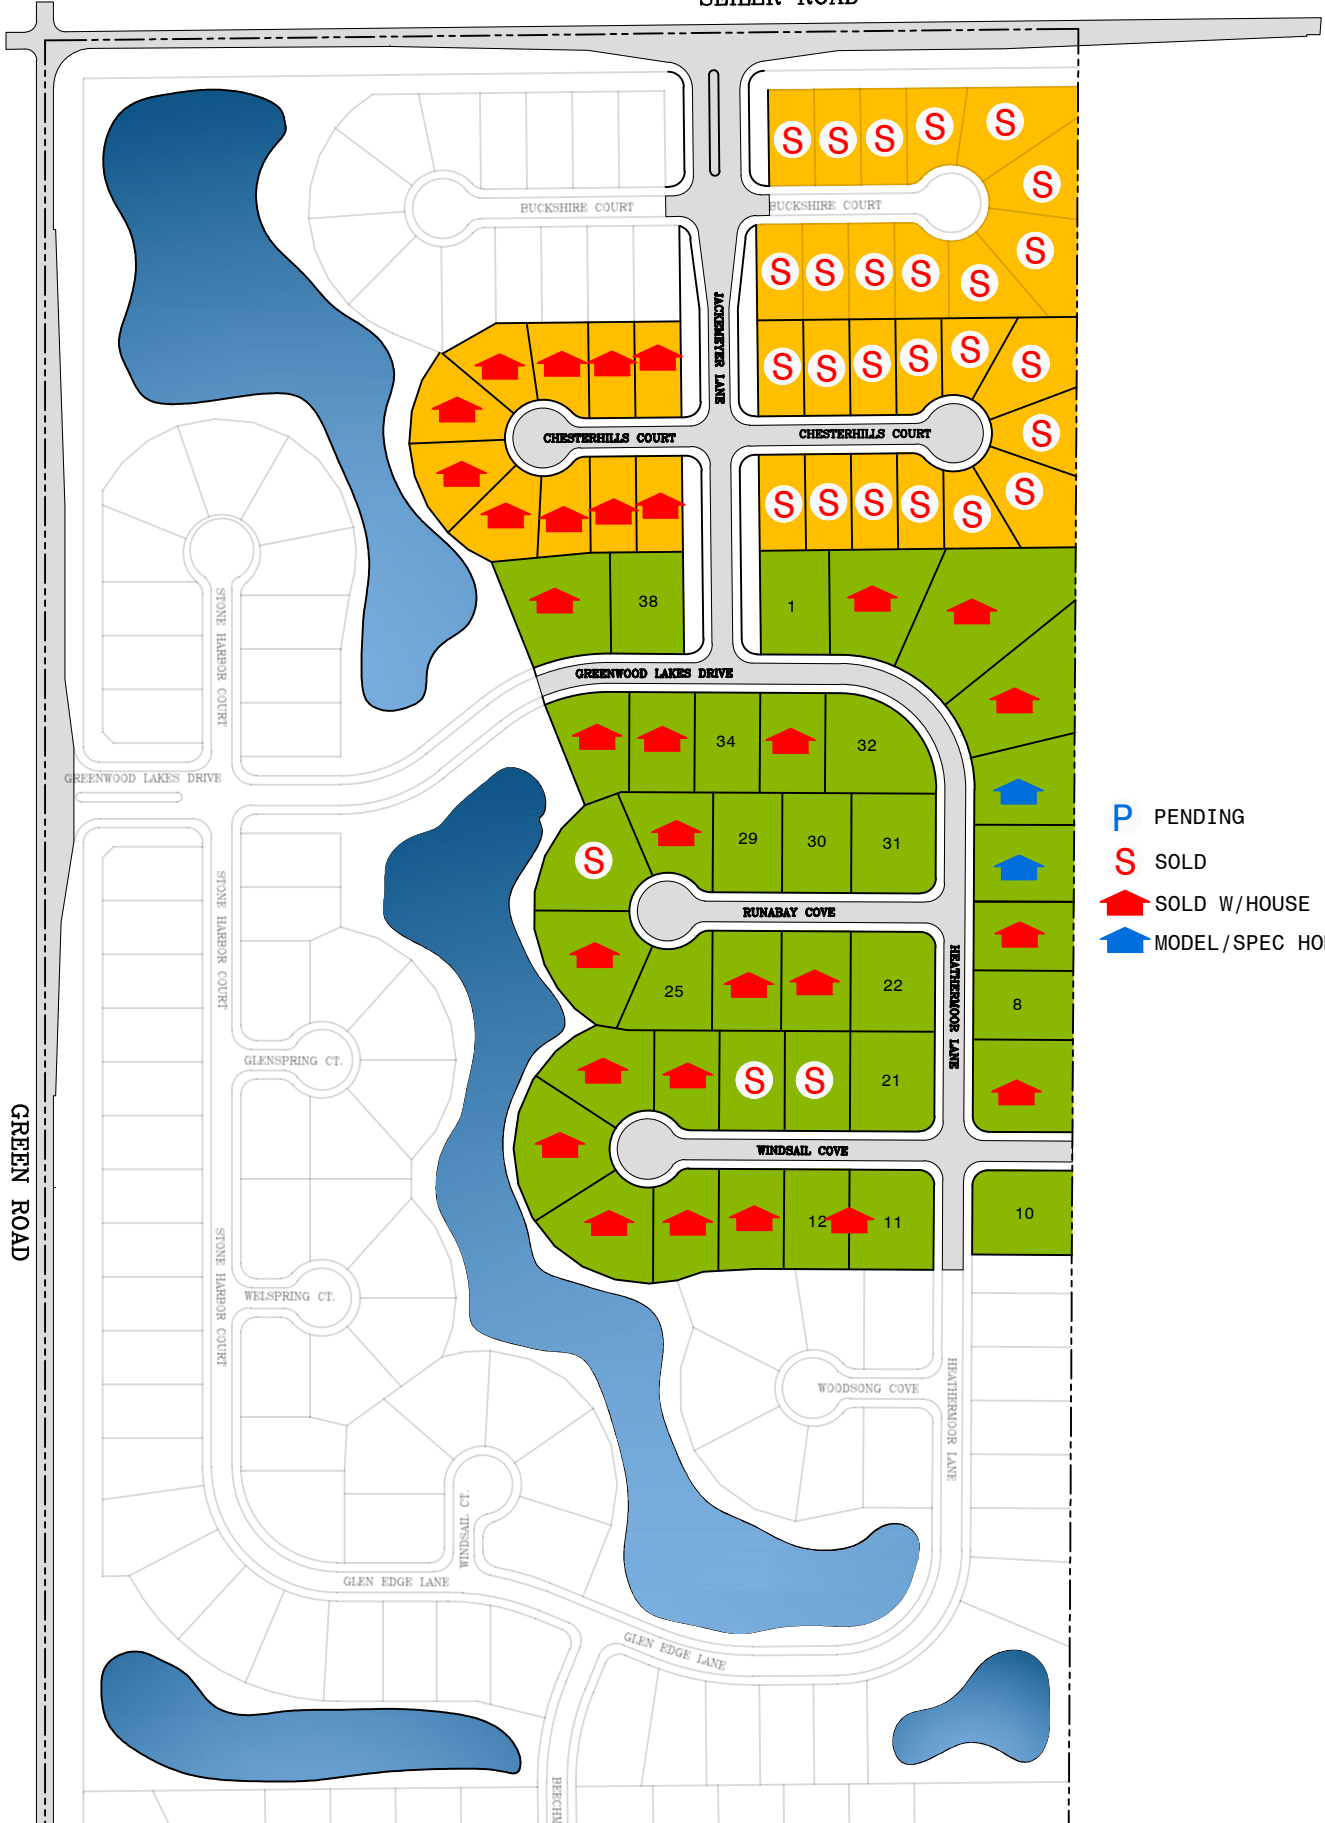 SEILER ROAD
S S S S S
S
BUCKSHIRE COURT
BUCKSHIRE COURT
S
S S S S S
JACKEMEYER LANE
S S S S S S
CHESTERHILLS COURT
CHESTERHILLS COURT
S
S S S S S S
38
1
STONE HARBOR COURT
GREENWOOD LAKES DRIVE
34
32
GREENWOOD LAKES DRIVE
P PENDING
S SOLD
SOLD W/HOUSE
S
29
30
31
STONE HARBOR COURT
RUNABAY COVE
25
22
HEATHERMOOR LANE
8
GLENSPRING CT.
S S
21
WINDSAIL COVE
GREEN ROAD
12
11
10
STONE HARBOR COURT
WELSPRING CT.
WOODSONG COVE
HEATHERMOOR LANE
WINDSAIL CT.
GLEN EDGE LANE
GLEN EDGE LANE
MODEL/SPEC